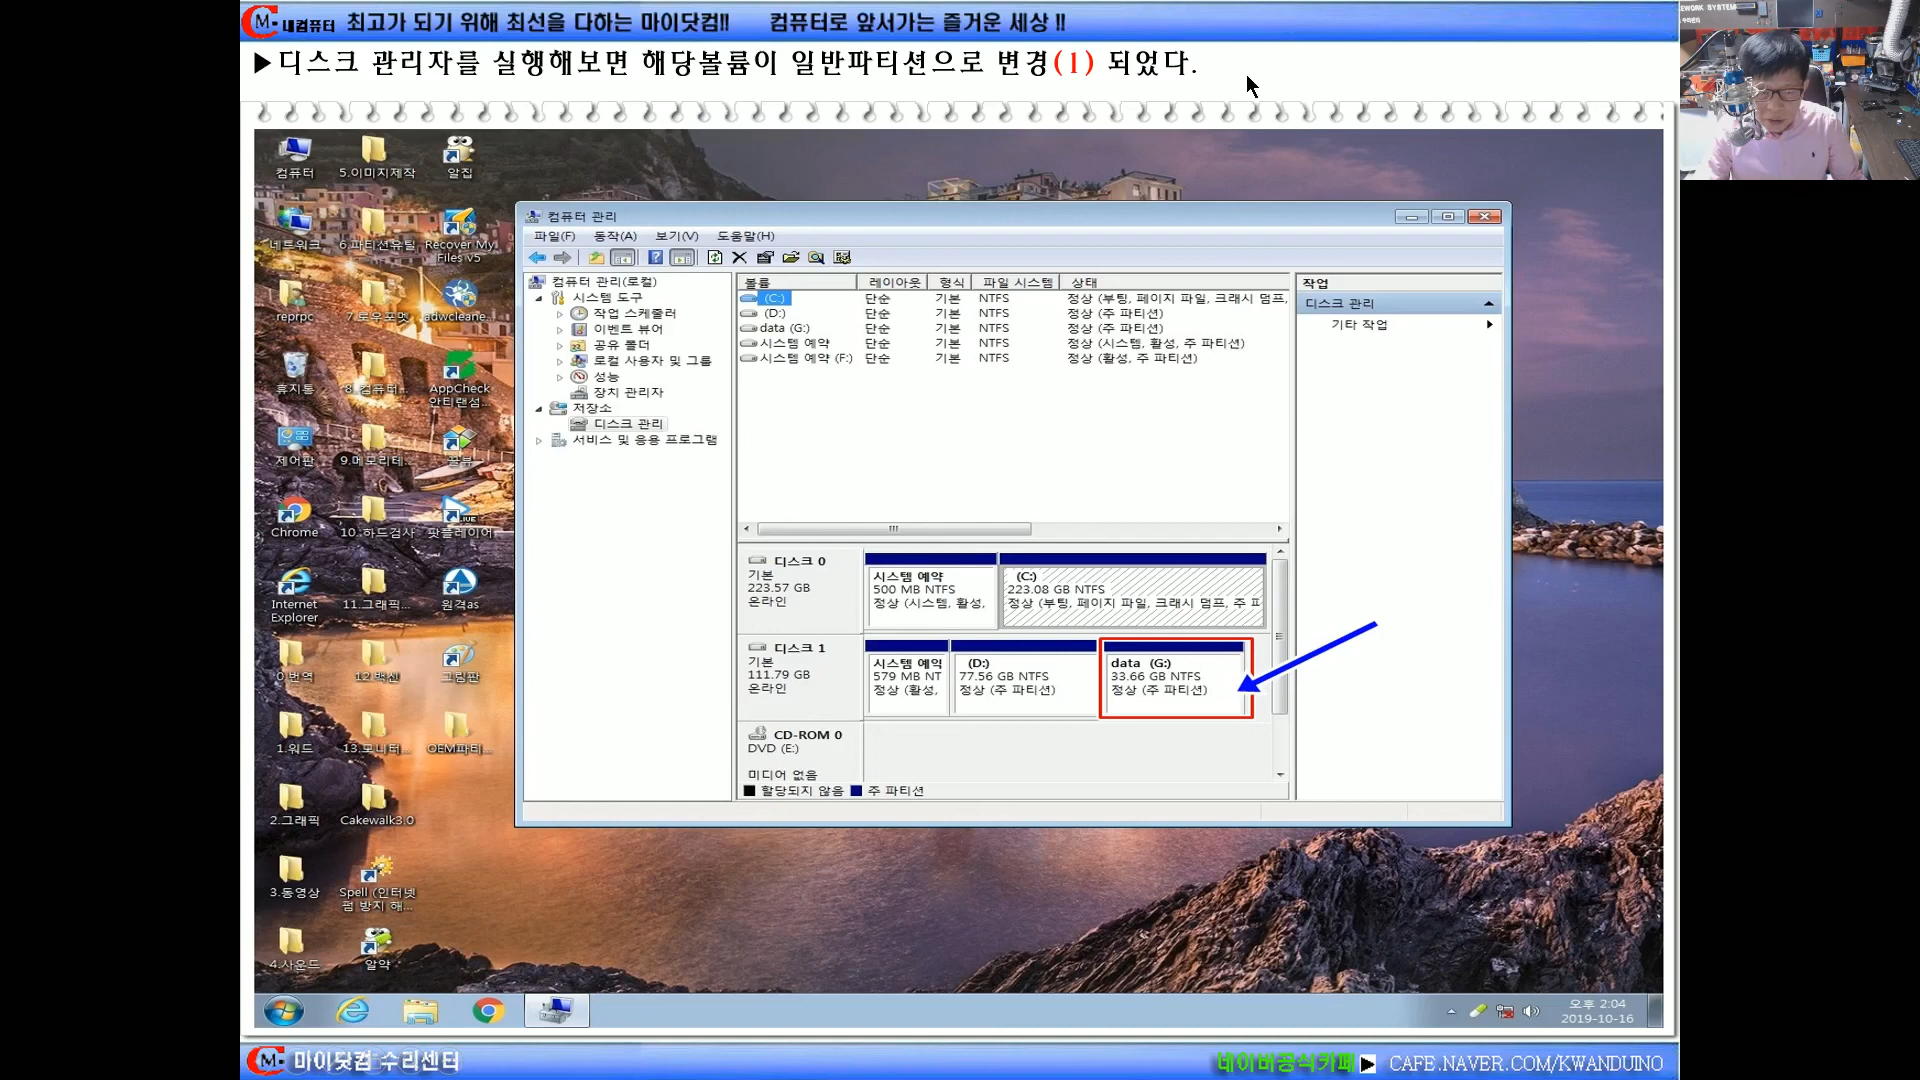 내컴퓨터 최고가 되기 위해 최선을 다하는 마이닷컴!! 컴퓨터로 앞서가는 즐거운 세상 !!
▶디스크 관리자를 실행해보면 해당볼륨이 일반파티션으로 변경(1) 되었다.
컴퓨터 5.이미지제작 알집
네트워크 6.파티션유틸 Recover My Files v5
reprpc 7.로우포멧 adwcleane...
휴지통 8.컴퓨터... AppCheck 안티랜섬...
제어판 9.메모리테... 꿀뷰
Chrome 10.하드검사 팟플레이어
Internet Explorer 11.그래픽... 원격as
0.번역 12.백신 그림판
1.워드 13.모니터... OEM파티...
2.그래픽 Cakewalk3.0
3.동영상 Spell (인터넷 펌 방지 해...
4.사운드 알약
컴퓨터 관리
파일(F) 동작(A) 보기(V) 도움말(H)
컴퓨터 관리(로컬)
시스템 도구
작업 스케줄러
이벤트 뷰어
공유 폴더
로컬 사용자 및 그룹
성능
장치 관리자
저장소
디스크 관리
서비스 및 응용 프로그램
볼륨 레이아웃 형식 파일 시스템 상태
(C:) 단순 기본 NTFS 정상 (부팅, 페이지 파일, 크래시 덤프,
(D:) 단순 기본 NTFS 정상 (주 파티션)
data (G:) 단순 기본 NTFS 정상 (주 파티션)
시스템 예약 단순 기본 NTFS 정상 (시스템, 활성, 주 파티션)
시스템 예약 (F:) 단순 기본 NTFS 정상 (활성, 주 파티션)
작업
디스크 관리
기타 작업
디스크 0
기본
223.57 GB
온라인
시스템 예약
500 MB NTFS
정상 (시스템, 활성,
(C:)
223.08 GB NTFS
정상 (부팅, 페이지 파일, 크래시 덤프, 주 파
디스크 1
기본
111.79 GB
온라인
시스템 예약
579 MB NT
정상 (활성,
(D:)
77.56 GB NTFS
정상 (주 파티션)
data (G:)
33.66 GB NTFS
정상 (주 파티션)
CD-ROM 0
DVD (E:)
미디어 없음
할당되지 않음 주 파티션
오후 2:04
2019-10-16
마이닷컴 수리센터
네이버공식카페 ▶ CAFE.NAVER.COM/KWANDUINO